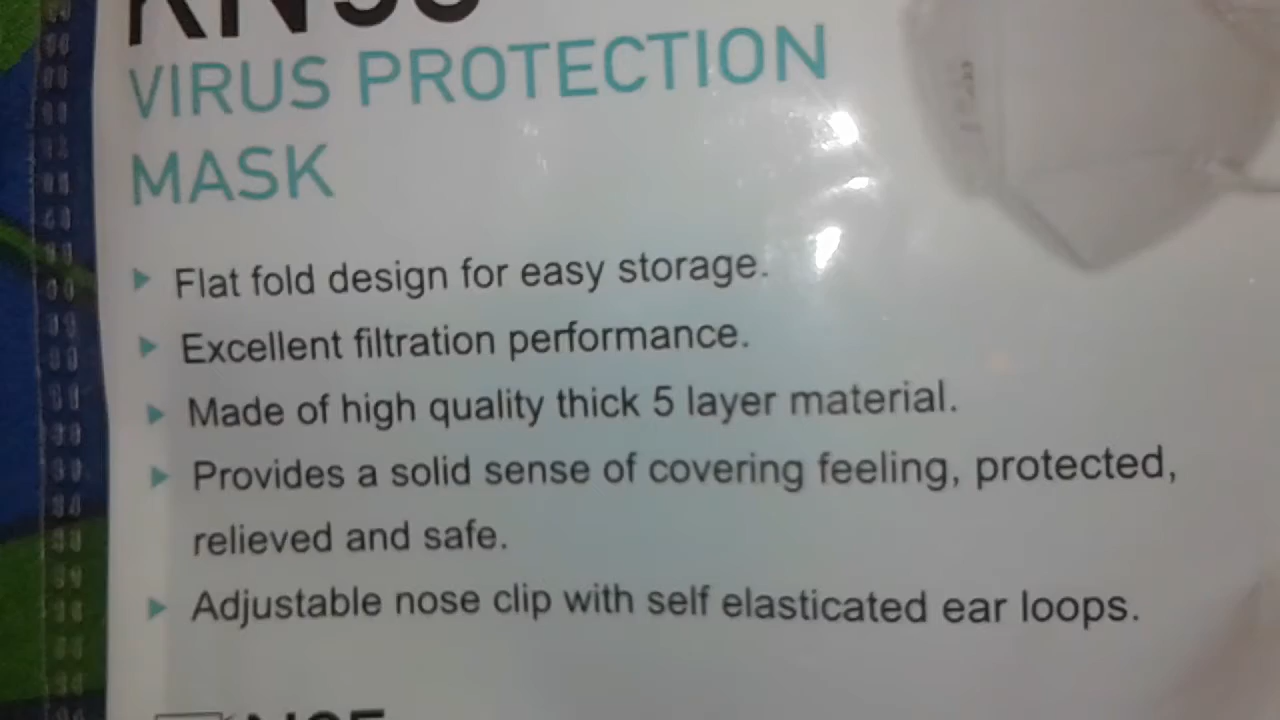 KN95
VIRUS PROTECTION
MASK
Flat fold design for easy storage.
Excellent filtration performance.
Made of high quality thick 5 layer material.
Provides a solid sense of covering feeling, protected,
relieved and safe.
Adjustable nose clip with self elasticated ear loops.